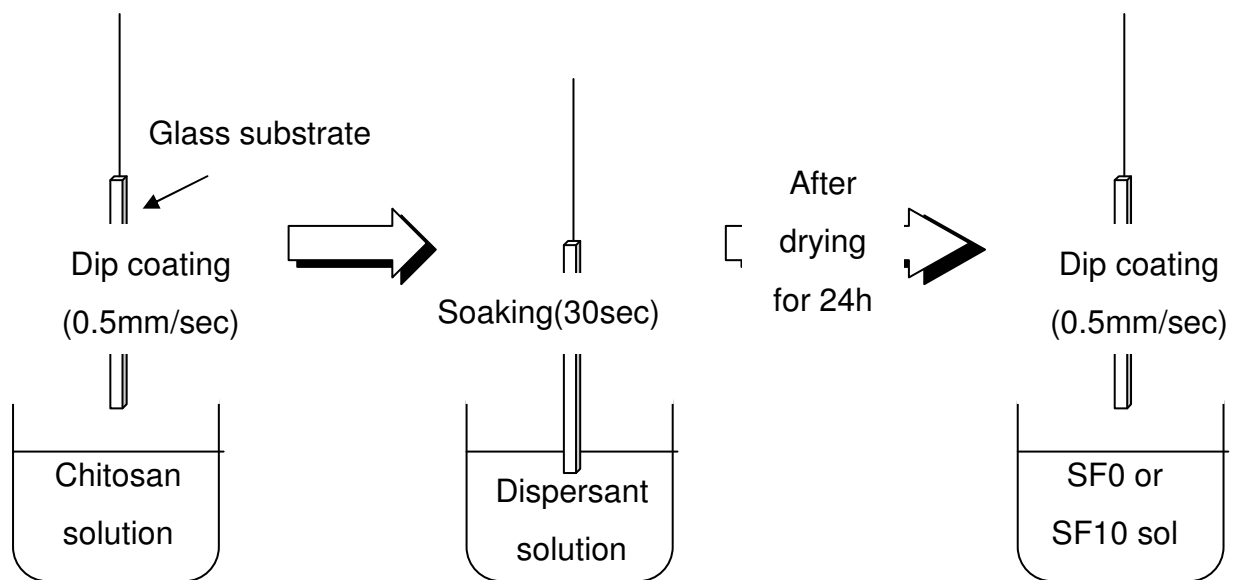 Glass substrate
Dip coating
(0.5mm/sec)
Chitosan
solution
Soaking(30sec)
Dispersant
solution
After
drying
for 24h
Dip coating
(0.5mm/sec)
SF0 or
SF10 sol